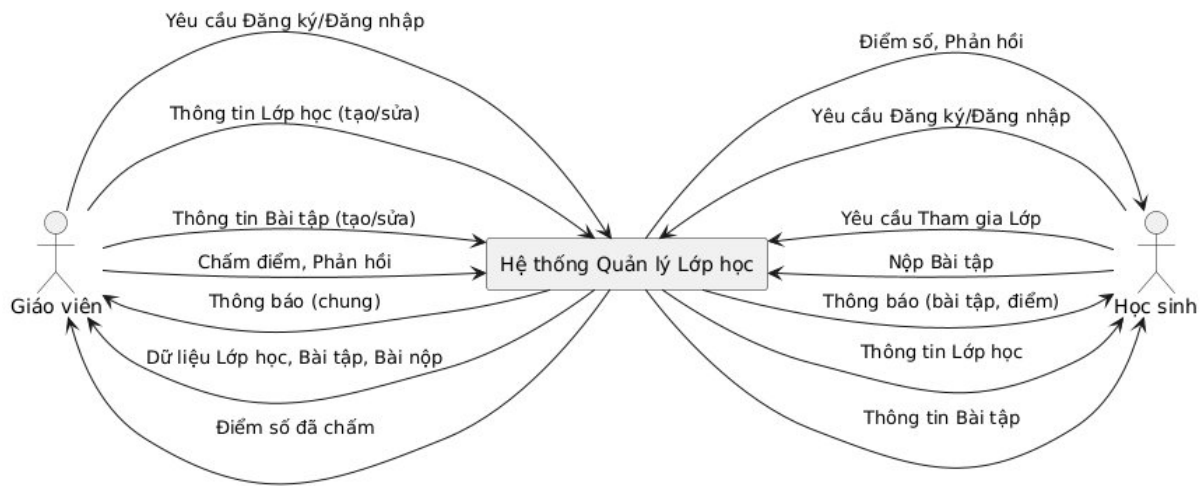 Yêu cầu Đăng ký/Đăng nhập
Thông tin Lớp học (tạo/sửa)
Thông tin Bài tập (tạo/sửa)
Chấm điểm, Phản hồi
Thông báo (chung)
Dữ liệu Lớp học, Bài tập, Bài nộp
Điểm số đã chấm
Giáo viên
Hệ thống Quản lý Lớp học
Điểm số, Phản hồi
Yêu cầu Đăng ký/Đăng nhập
Yêu cầu Tham gia Lớp
Nộp Bài tập
Thông báo (bài tập, điểm)
Thông tin Lớp học
Thông tin Bài tập
Học sinh